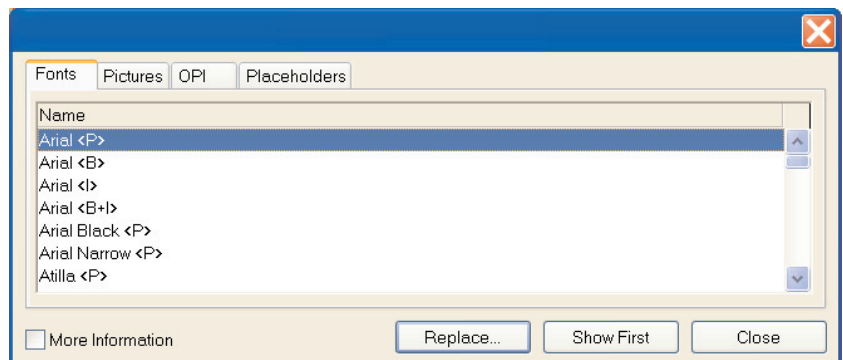 Fonts Pictures OPI Placeholders
Name
Arial <P>
Arial <B>
Arial <I>
Arial <B+I>
Arial Black <P>
Arial Narrow <P>
Atilla <P>
More Information Replace... Show First Close